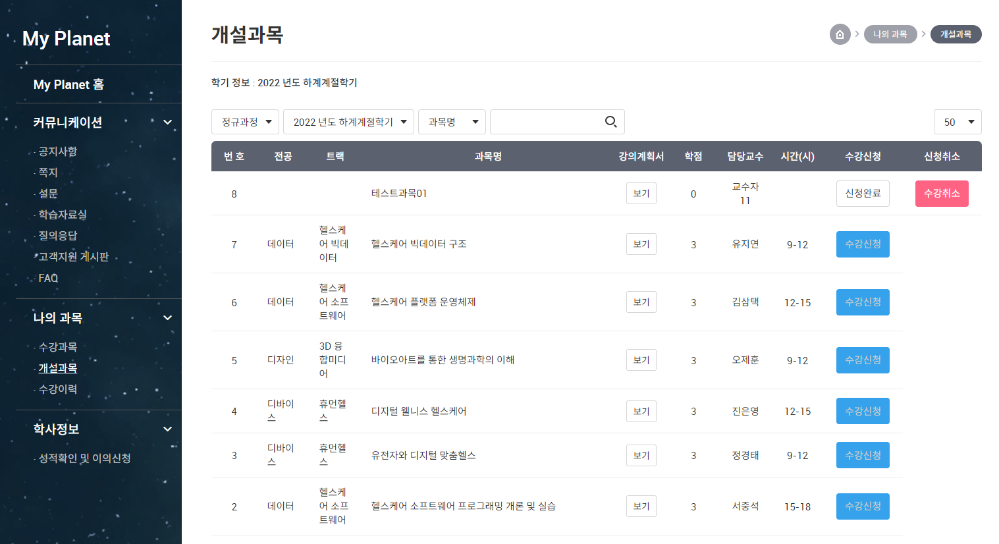 My Planet
My Planet 홈
커뮤니케이션
· 공지사항
· 쪽지
· 설문
· 학습자료실
· 질의응답
· 고객지원 게시판
· FAQ
나의 과목
· 수강과목
· 개설과목
· 수강이력
학사정보
· 성적확인 및 이의신청
개설과목
나의 과목
개설과목
학기 정보 : 2022 년도 하계계절학기
정규과정 2022 년도 하계계절학기 과목명 50
번 호 전공 트랙 과목명 강의계획서 학점 담당교수 시간(시) 수강신청 신청취소
8 테스트과목01 보기 0 교수자
11 신청완료 수강취소
7 데이터 헬스케
어 빅데
이터 헬스케어 빅데이터 구조 보기 3 유지연 9-12 수강신청
6 데이터 헬스케
어 소프
트웨어 헬스케어 플랫폼 운영체제 보기 3 김삼택 12-15 수강신청
5 디자인 3D 융
합미디
어 바이오아트를 통한 생명과학의 이해 보기 3 오제훈 9-12 수강신청
4 디바이
스 휴먼헬
스 디지털 웰니스 헬스케어 보기 3 진은영 12-15 수강신청
3 디바이
스 휴먼헬
스 유전자와 디지털 맞춤헬스 보기 3 정경태 9-12 수강신청
2 데이터 헬스케
어 소프
트웨어 헬스케어 소프트웨어 프로그래밍 개론 및 실습 보기 3 서중석 15-18 수강신청